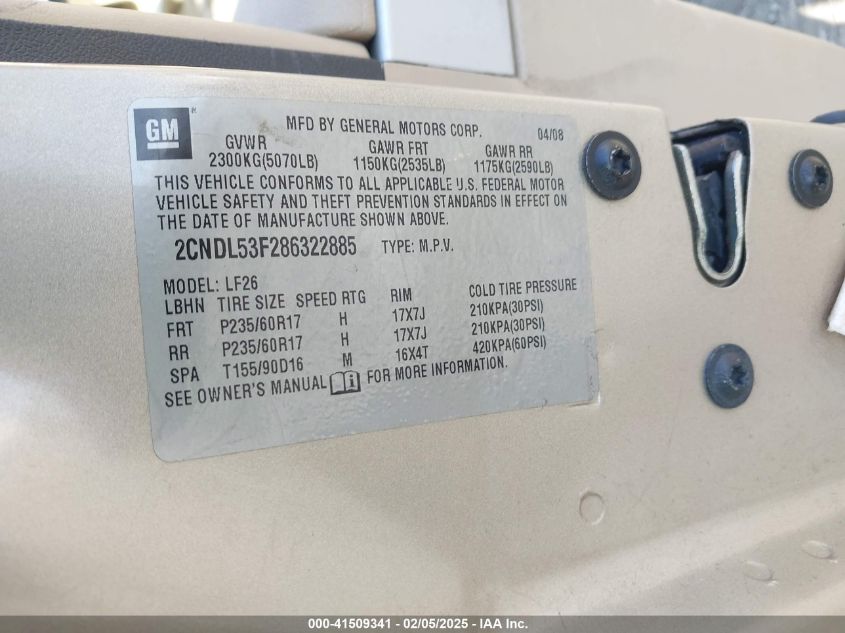 GM
MFD BY GENERAL MOTORS CORP. 04/08
GVWR GAWR FRT GAWR RR
2300KG(5070LB) 1150KG(2535LB) 1175KG(2590LB)
THIS VEHICLE CONFORMS TO ALL APPLICABLE U.S. FEDERAL MOTOR
VEHICLE SAFETY AND THEFT PREVENTION STANDARDS IN EFFECT ON
THE DATE OF MANUFACTURE SHOWN ABOVE.
2CNDL53F286322885 TYPE: M.P.V.
MODEL: LF26
LBHN TIRE SIZE SPEED RTG RIM COLD TIRE PRESSURE
FRT P235/60R17 H 17X7J 210KPA(30PSI)
RR P235/60R17 H 17X7J 210KPA(30PSI)
SPA T155/90D16 M 16X4T 420KPA(60PSI)
SEE OWNER'S MANUAL i FOR MORE INFORMATION.
000-41509341 - 02/05/2025 - IAA Inc.